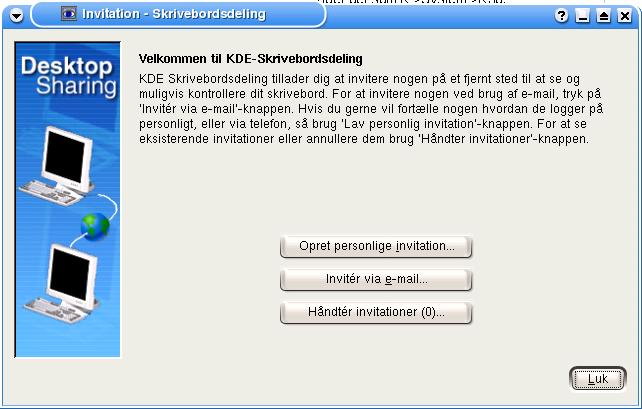 Invitation - Skrivebordsdeling
Desktop
Sharing
Velkommen til KDE-Skrivebordsdeling
KDE Skrivebordsdeling tillader dig at invitere nogen på et fjernt sted til at se og
muligvis kontrollere dit skrivebord. For at invitere nogen ved brug af e-mail, tryk på
'Invitér via e-mail'-knappen. Hvis du gerne vil fortælle nogen hvordan de logger på
personligt, eller via telefon, så brug 'Lav personlig invitation'-knappen. For at se
eksisterende invitationer eller annullere dem brug 'Håndter invitationer'-knappen.
Opret personlige invitation...
Invitér via e-mail...
Håndtér invitationer (0)...
Luk